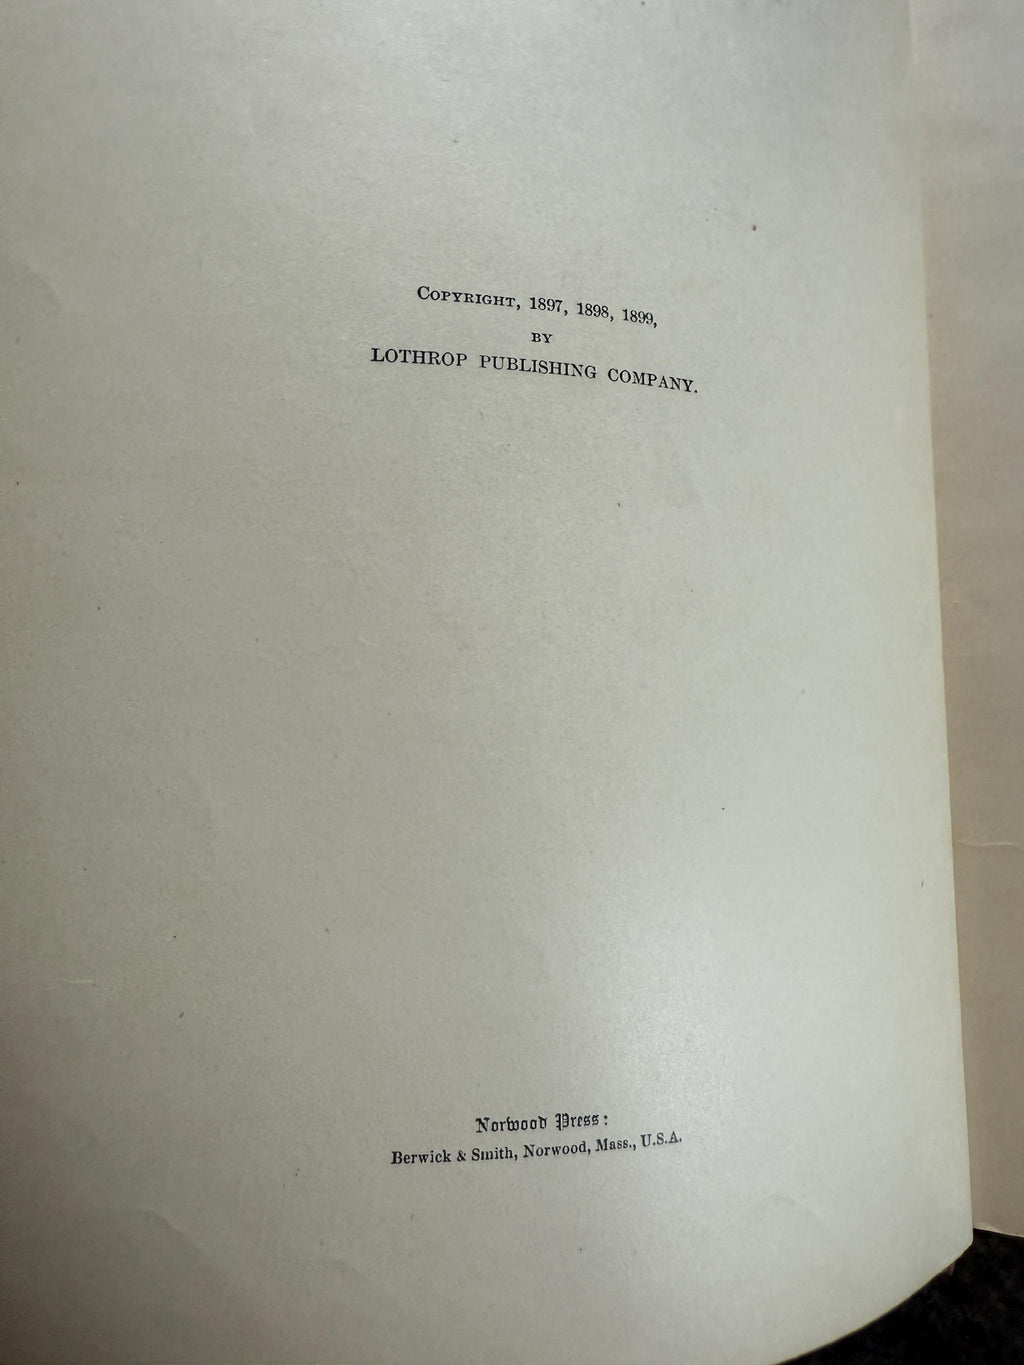 Copyright, 1897, 1898, 1899,
BY
LOTHROP PUBLISHING COMPANY.
Norwood Press:
Berwick & Smith, Norwood, Mass., U.S.A.